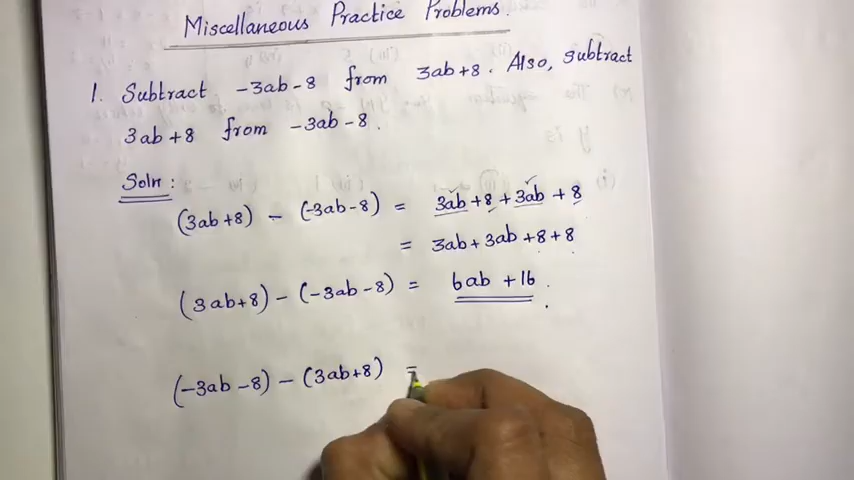 Miscellaneous Practice Problems.
1. Subtract -3ab-8 from 3ab+8. Also, subtract
3ab+8 from -3ab-8.
Soln:
(3ab+8) - (-3ab-8) = 3ab+8+3ab+8
= 3ab+3ab+8+8
(3ab+8)-(-3ab-8) = 6ab+16.
(-3ab-8)-(3ab+8) =